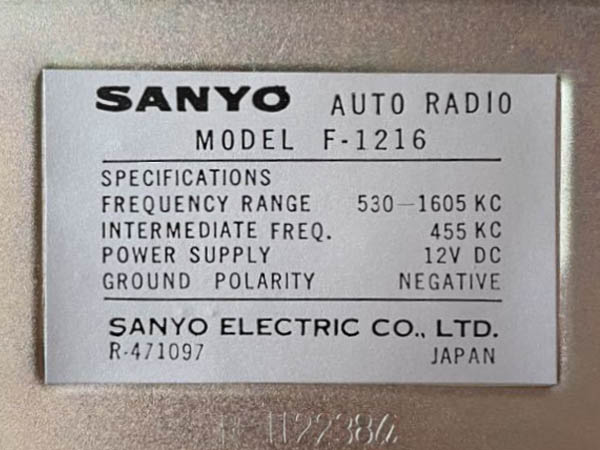 SANYO AUTO RADIO
MODEL F-1216
SPECIFICATIONS
FREQUENCY RANGE 530-1605 KC
INTERMEDIATE FREQ. 455 KC
POWER SUPPLY 12V DC
GROUND POLARITY NEGATIVE
SANYO ELECTRIC CO., LTD.
R-471097 JAPAN